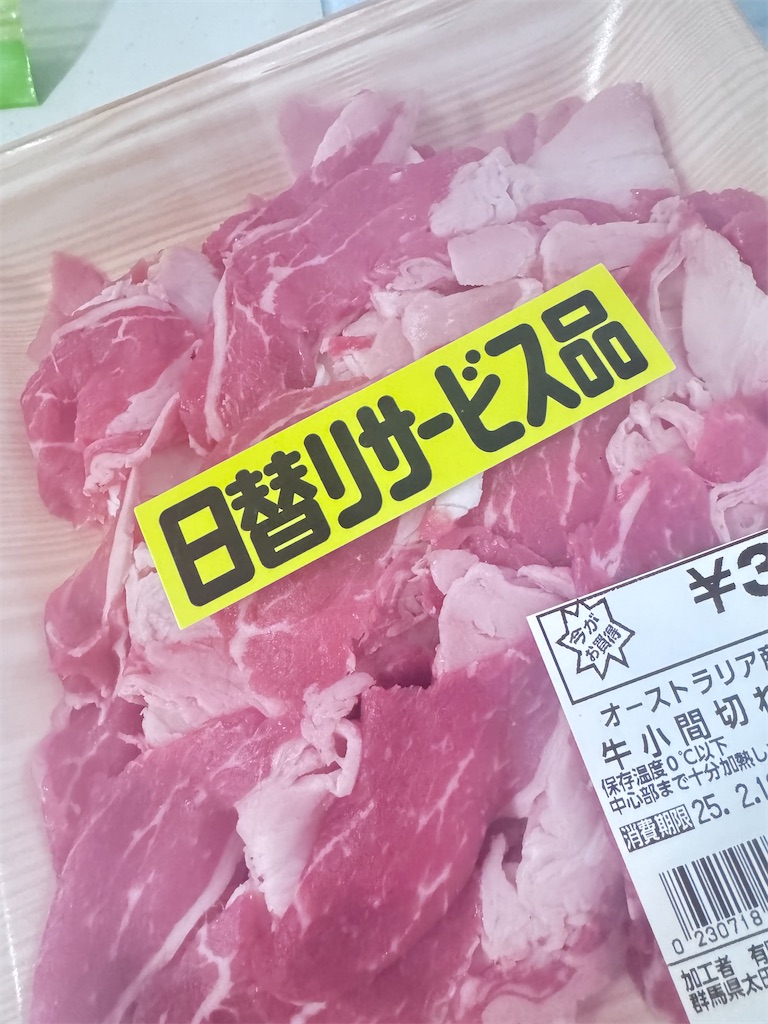 日替リサービス品
¥3
今が
お買得
オーストラリア産
牛小間切れ
保存温度0℃以下
中心部まで十分加熱し
消費期限 25. 2.1
0 230718
加工者 有
群馬県太田